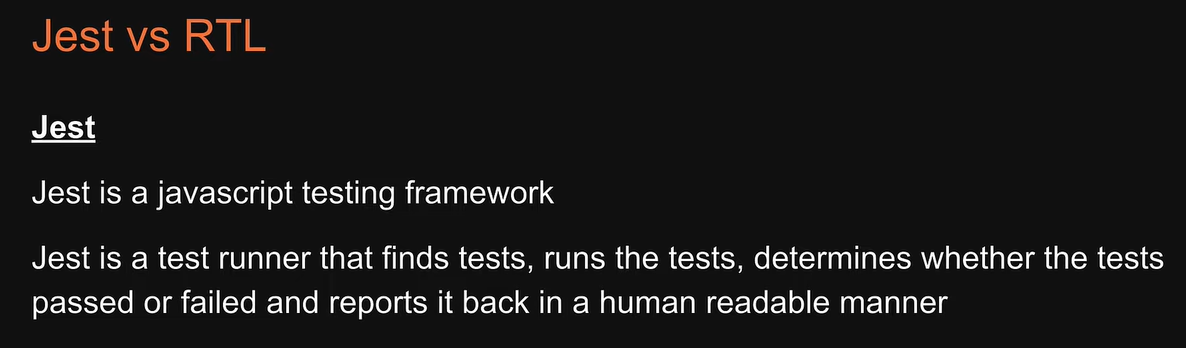 Jest vs RTL
Jest
Jest is a javascript testing framework
Jest is a test runner that finds tests, runs the tests, determines whether the tests
passed or failed and reports it back in a human readable manner